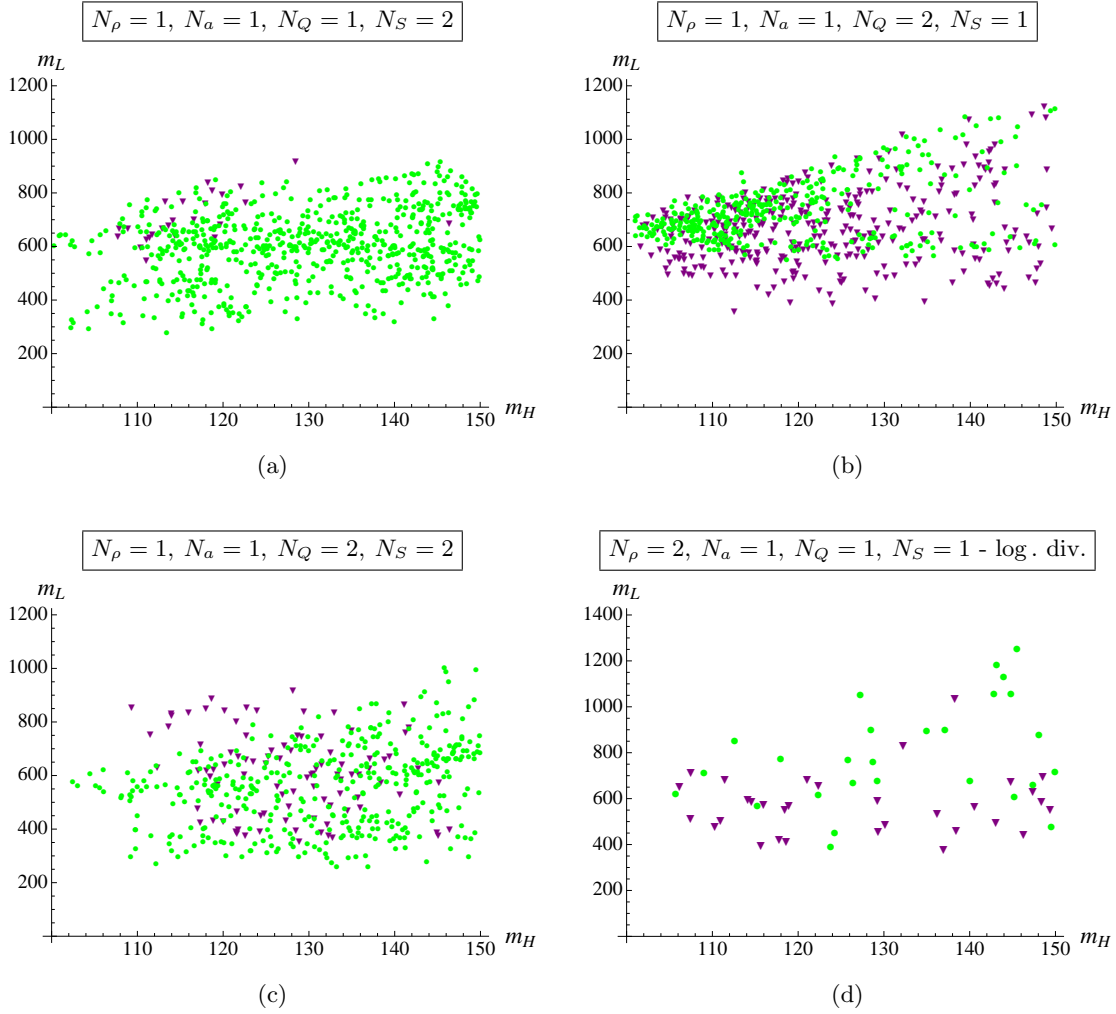 N_ρ = 1, N_a = 1, N_Q = 1, N_S = 2
m_L
1200
1000
800
600
400
200
110 120 130 140 150 m_H
(a)
N_ρ = 1, N_a = 1, N_Q = 2, N_S = 1
m_L
1200
1000
800
600
400
200
110 120 130 140 150 m_H
(b)
N_ρ = 1, N_a = 1, N_Q = 2, N_S = 2
m_L
1200
1000
800
600
400
200
110 120 130 140 150 m_H
(c)
N_ρ = 2, N_a = 1, N_Q = 1, N_S = 1 - log. div.
m_L
1400
1200
1000
800
600
400
200
110 120 130 140 150 m_H
(d)